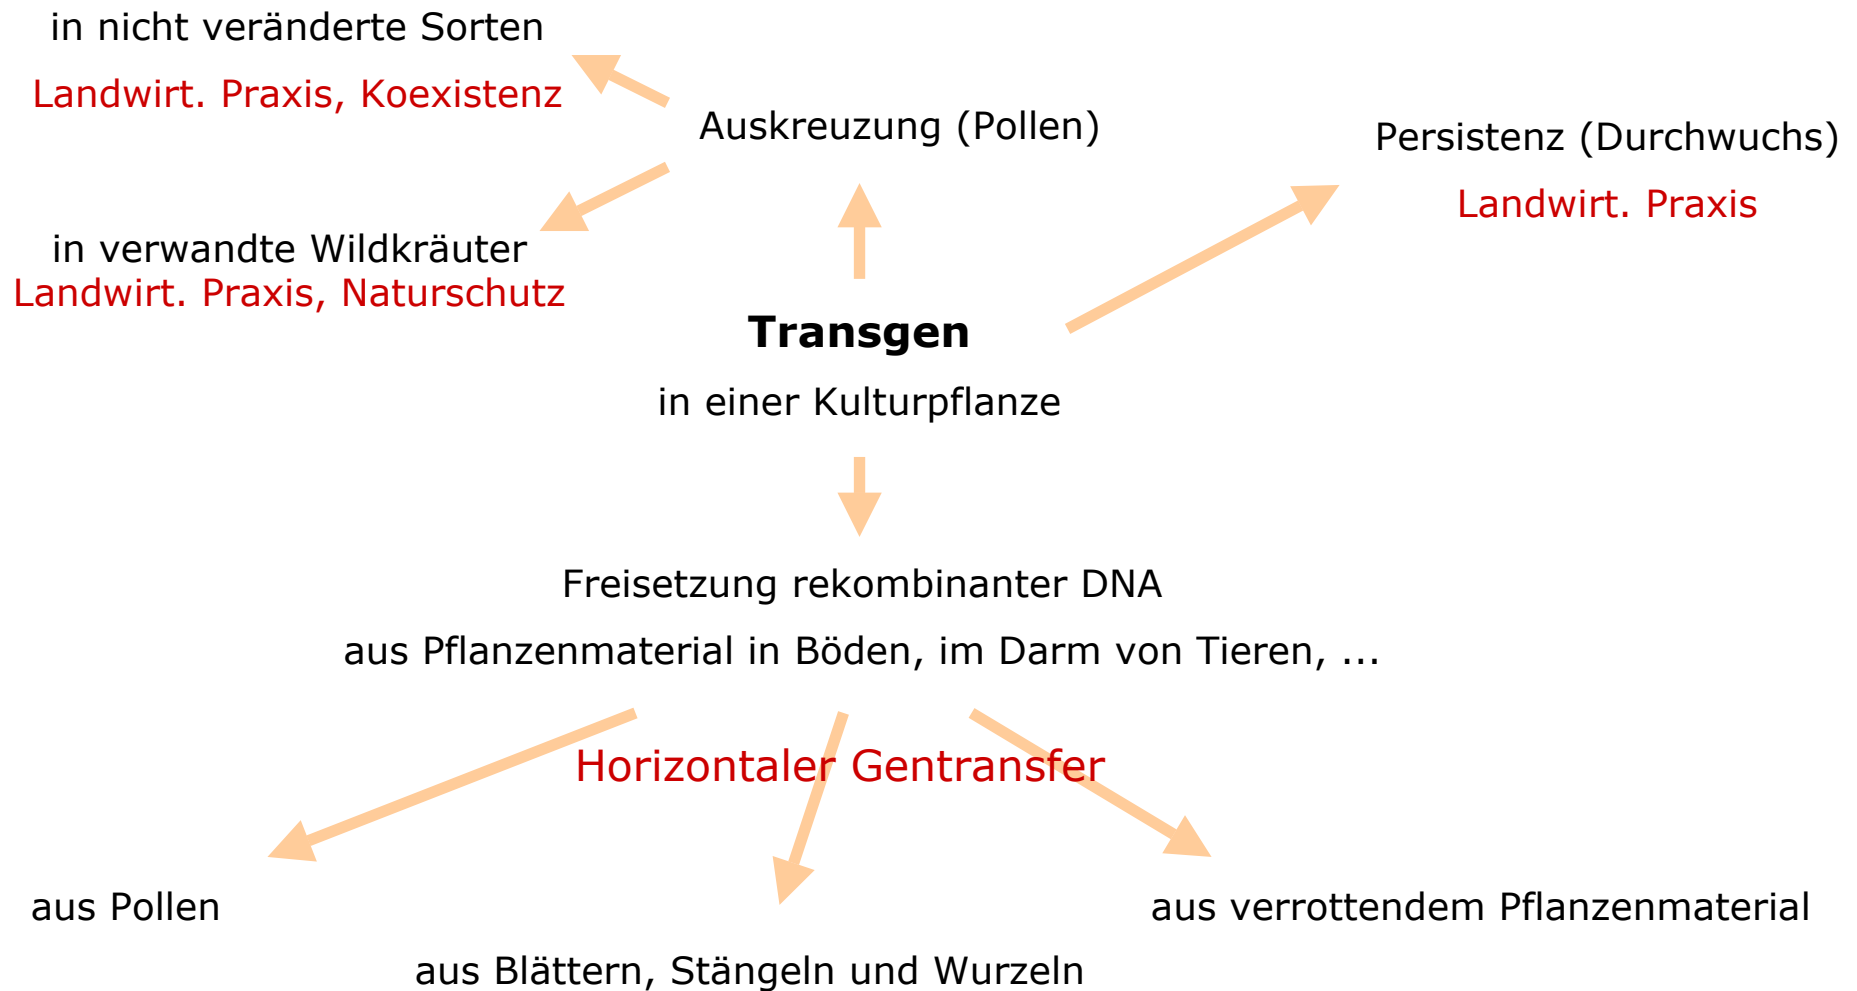 in nicht veränderte Sorten
Landwirt. Praxis, Koexistenz
Auskreuzung (Pollen)
Persistenz (Durchwuchs)
Landwirt. Praxis
in verwandte Wildkräuter
Landwirt. Praxis, Naturschutz
Transgen
in einer Kulturpflanze
Freisetzung rekombinanter DNA
aus Pflanzenmaterial in Böden, im Darm von Tieren, ...
Horizontaler Gentransfer
aus Pollen
aus verrottendem Pflanzenmaterial
aus Blättern, Stängeln und Wurzeln